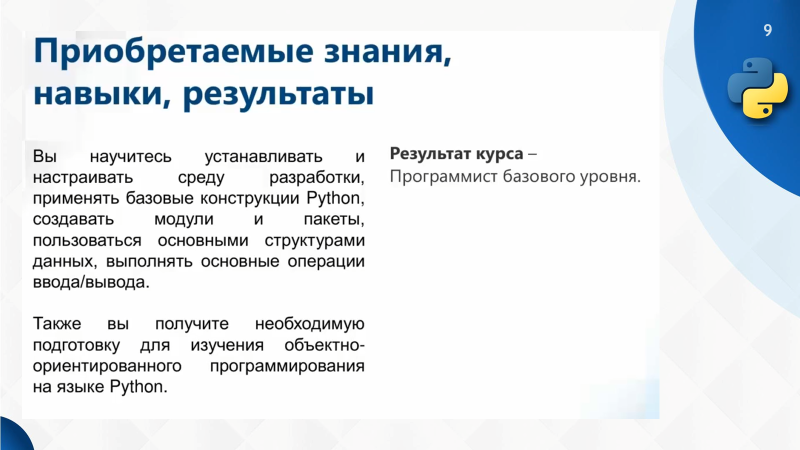 9
Приобретаемые знания,
навыки, результаты
Вы научитесь устанавливать и
настраивать среду разработки,
применять базовые конструкции Python,
создавать модули и пакеты,
пользоваться основными структурами
данных, выполнять основные операции
ввода/вывода.
Также вы получите необходимую
подготовку для изучения объектно-
ориентированного программирования
на языке Python.
Результат курса –
Программист базового уровня.